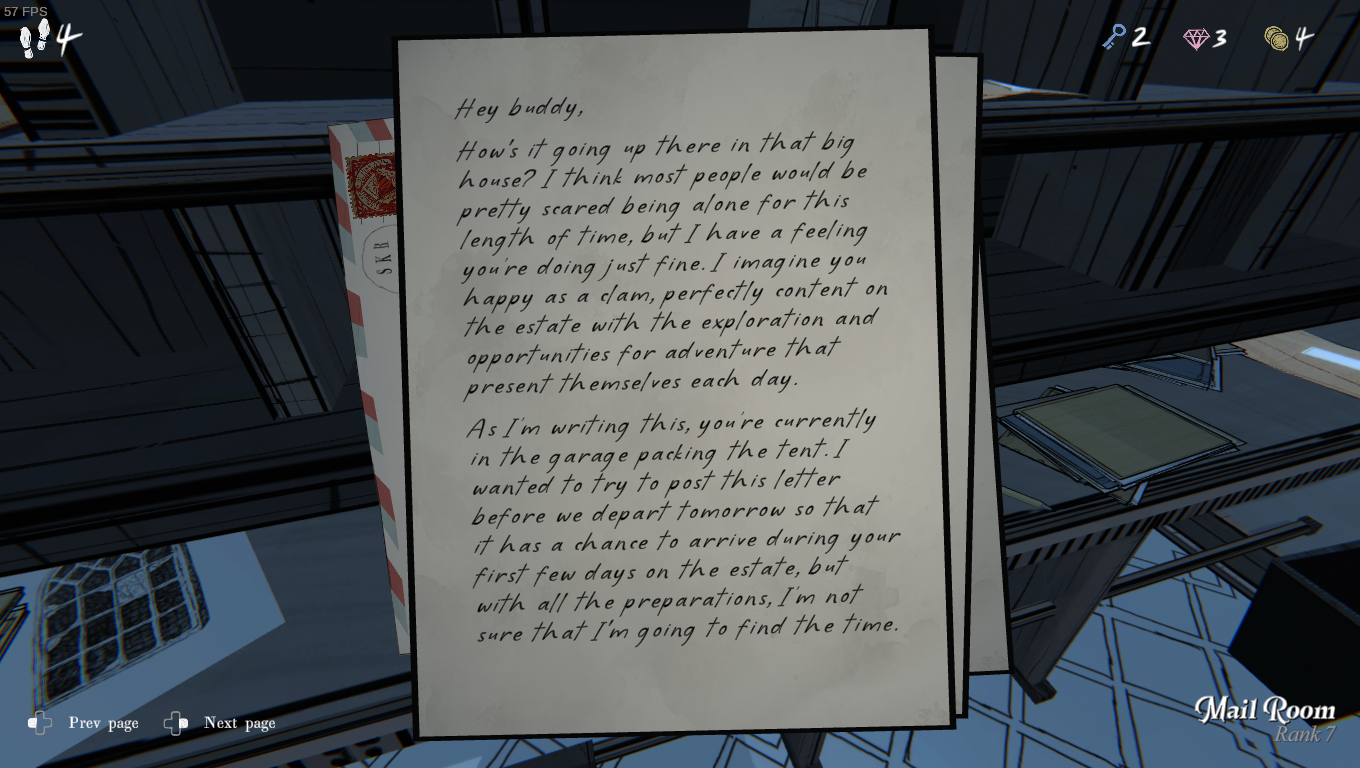 57 FPS
4
2
3
4
Hey buddy,
How's it going up there in that big
house? I think most people would be
pretty scared being alone for this
length of time, but I have a feeling
you're doing just fine. I imagine you
happy as a clam, perfectly content on
the estate with the exploration and
opportunities for adventure that
present themselves each day.
As I'm writing this, you're currently
in the garage packing the tent. I
wanted to try to post this letter
before we depart tomorrow so that
it has a chance to arrive during your
first few days on the estate, but
with all the preparations, I'm not
sure that I'm going to find the time.
SKR
Prev page
Next page
Mail Room
Rank 7